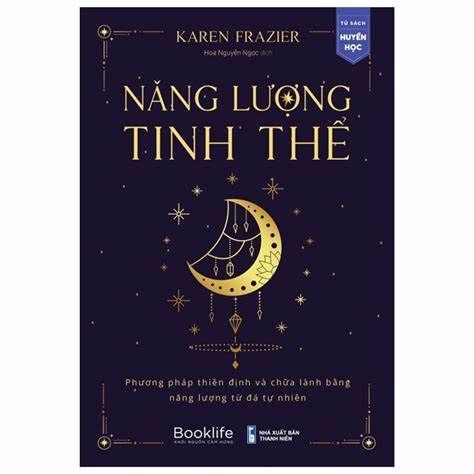 KAREN FRAZIER
Hoa Nguyên Ngọc dịch
TỦ SÁCH
HUYỀN
HỌC
NĂNG LƯỢNG
TINH THỂ
Phương pháp thiền định và chữa lành bằng
năng lượng từ đá tự nhiên
Booklife
KHƠI NGUỒN CẢM HỨNG
NHÀ XUẤT BẢN
THANH NIÊN